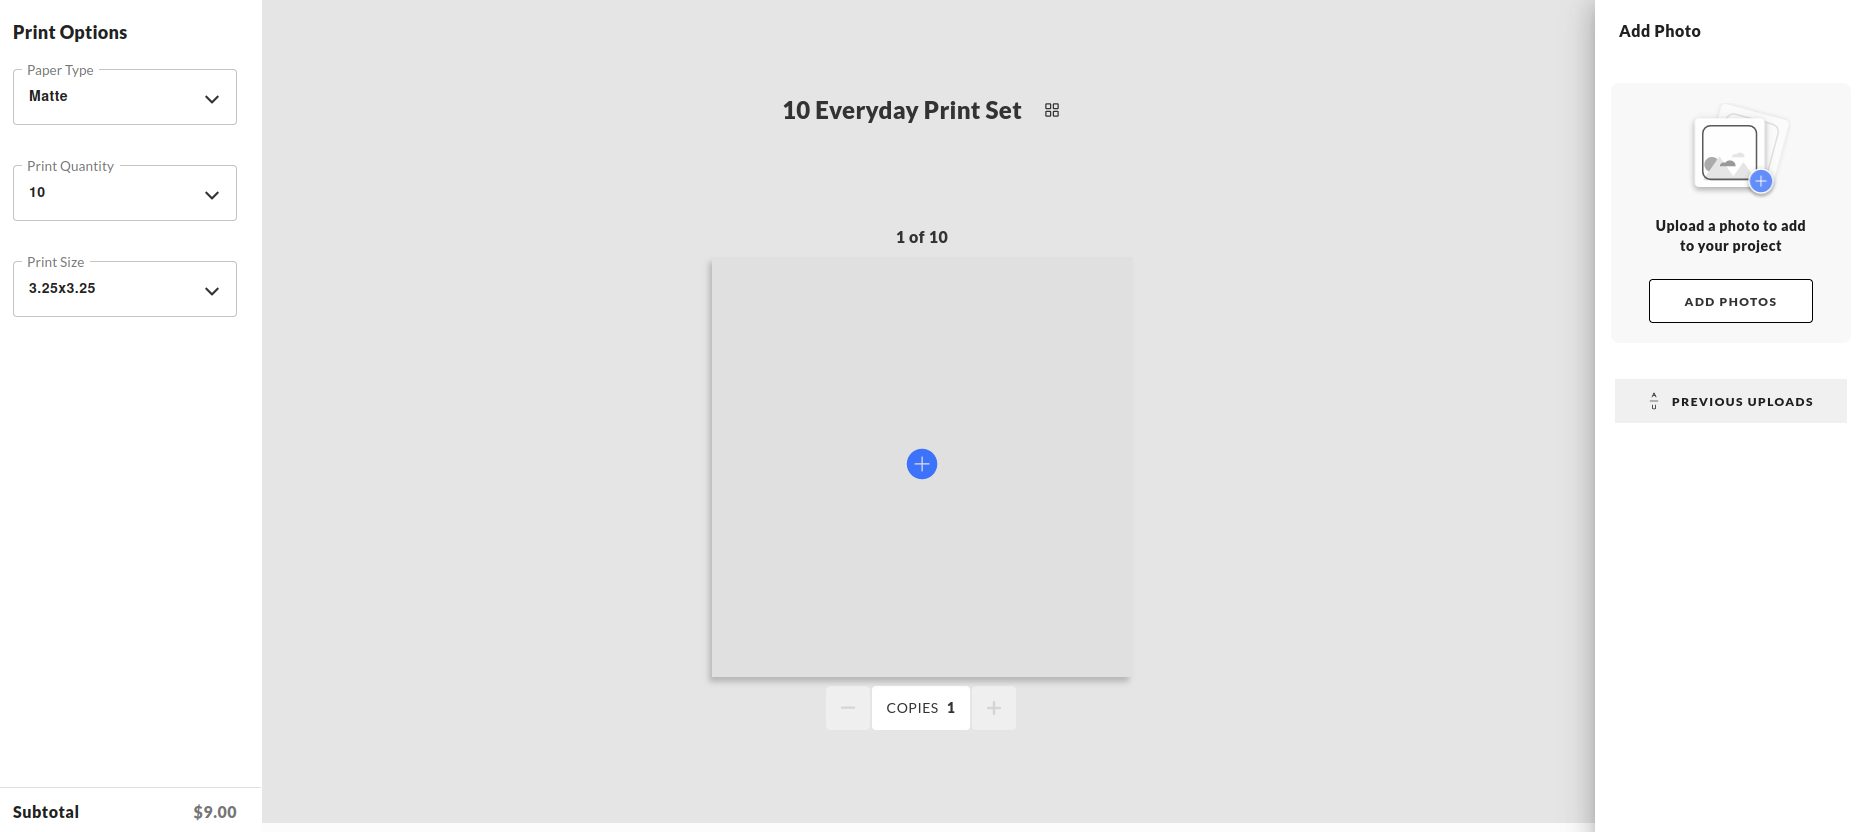 Print Options
Paper Type
Matte
Print Quantity
10
Print Size
3.25x3.25
Subtotal $9.00
10 Everyday Print Set
1 of 10
COPIES 1
Add Photo
Upload a photo to add
to your project
ADD PHOTOS
A
U
PREVIOUS UPLOADS